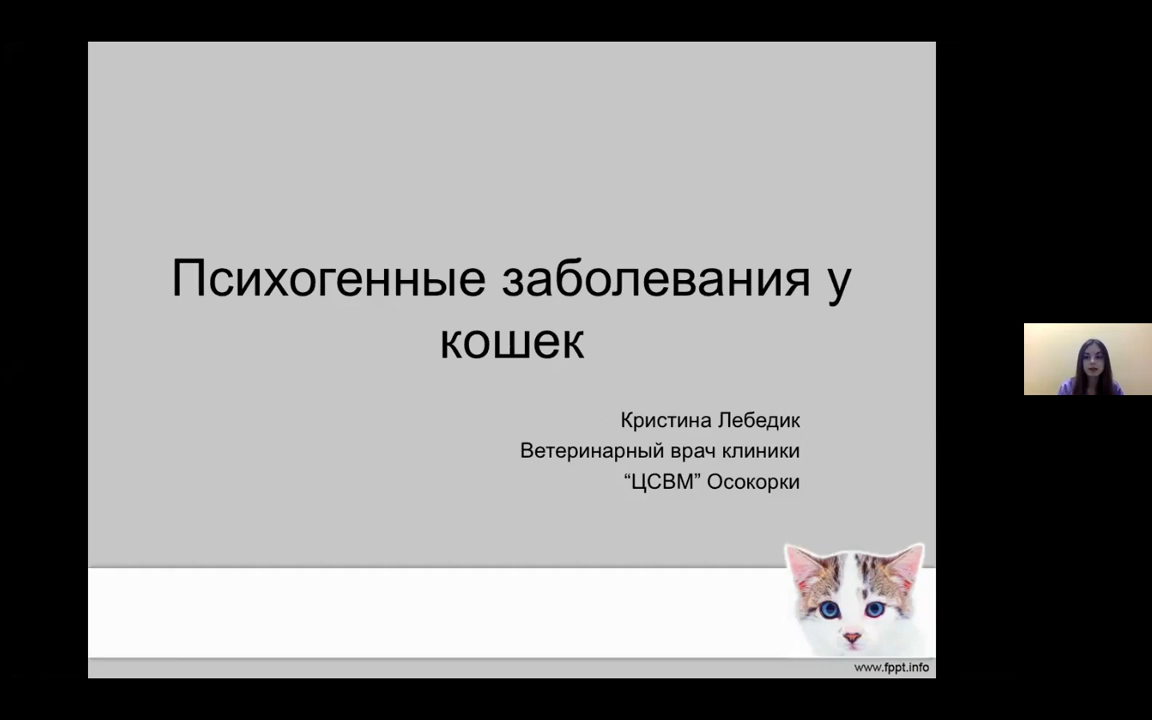 Психогенные заболевания у
кошек
Кристина Лебедик
Ветеринарный врач клиники
“ЦСВМ” Осокорки
www.fppt.info